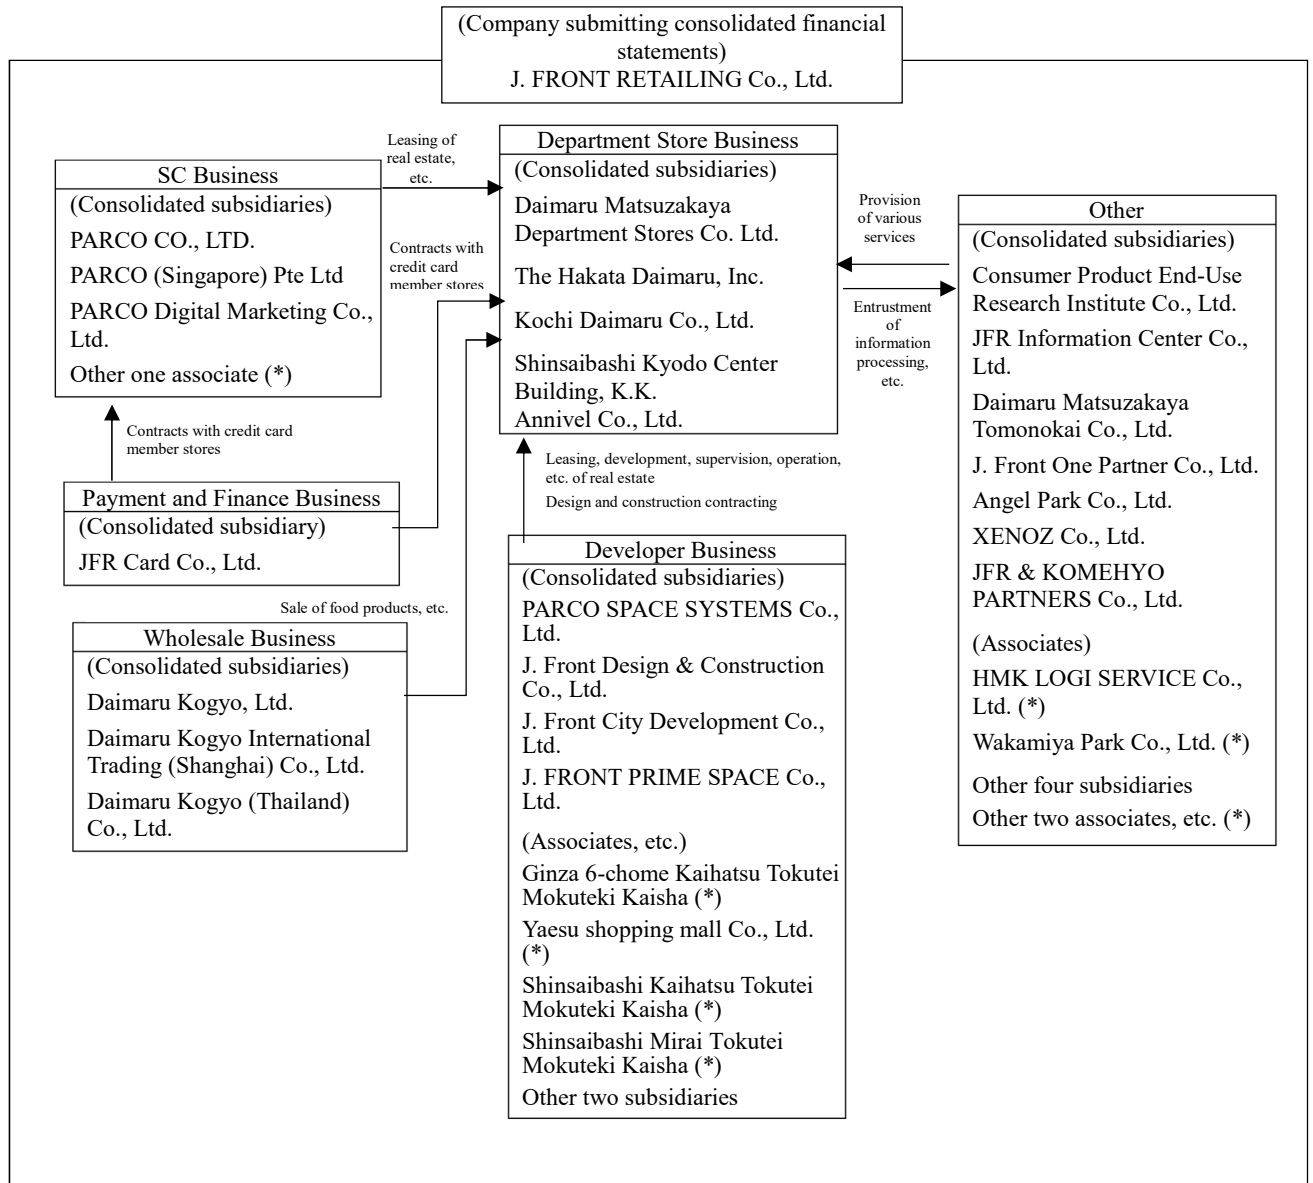 (Company submitting consolidated financial
statements)
J. FRONT RETAILING Co., Ltd.
SC Business
(Consolidated subsidiaries)
PARCO CO., LTD.
PARCO (Singapore) Pte Ltd
PARCO Digital Marketing Co.,
Ltd.
Other one associate (*)
Leasing of
real estate,
etc.
Contracts with
credit card
member stores
Department Store Business
(Consolidated subsidiaries)
Daimaru Matsuzakaya
Department Stores Co. Ltd.
The Hakata Daimaru, Inc.
Kochi Daimaru Co., Ltd.
Shinsaibashi Kyodo Center
Building, K.K.
Annivel Co., Ltd.
Provision
of various
services
Entrustment
of
information
processing,
etc.
Other
(Consolidated subsidiaries)
Consumer Product End-Use
Research Institute Co., Ltd.
JFR Information Center Co.,
Ltd.
Daimaru Matsuzakaya
Tomonokai Co., Ltd.
J. Front One Partner Co., Ltd.
Angel Park Co., Ltd.
XENOZ Co., Ltd.
JFR & KOMEHYO
PARTNERS Co., Ltd.
(Associates)
HMK LOGI SERVICE Co.,
Ltd. (*)
Wakamiya Park Co., Ltd. (*)
Other four subsidiaries
Other two associates, etc. (*)
Contracts with credit card
member stores
Payment and Finance Business
(Consolidated subsidiary)
JFR Card Co., Ltd.
Sale of food products, etc.
Wholesale Business
(Consolidated subsidiaries)
Daimaru Kogyo, Ltd.
Daimaru Kogyo International
Trading (Shanghai) Co., Ltd.
Daimaru Kogyo (Thailand)
Co., Ltd.
Leasing, development, supervision, operation,
etc. of real estate
Design and construction contracting
Developer Business
(Consolidated subsidiaries)
PARCO SPACE SYSTEMS Co.,
Ltd.
J. Front Design & Construction
Co., Ltd.
J. Front City Development Co.,
Ltd.
J. FRONT PRIME SPACE Co.,
Ltd.
(Associates, etc.)
Ginza 6-chome Kaihatsu Tokutei
Mokuteki Kaisha (*)
Yaesu shopping mall Co., Ltd.
(*)
Shinsaibashi Kaihatsu Tokutei
Mokuteki Kaisha (*)
Shinsaibashi Mirai Tokutei
Mokuteki Kaisha (*)
Other two subsidiaries